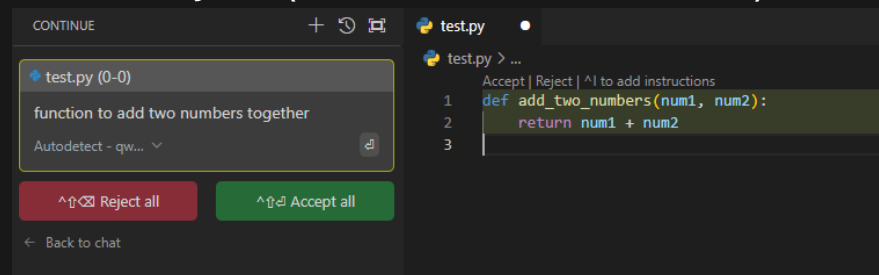 CONTINUE
test.py (0-0)
function to add two numbers together
Autodetect - qw...
^⇧⌫ Reject all
^⇧⏎ Accept all
← Back to chat
test.py
test.py > ...
Accept | Reject | ^I to add instructions
1 def add_two_numbers(num1, num2):
2 return num1 + num2
3